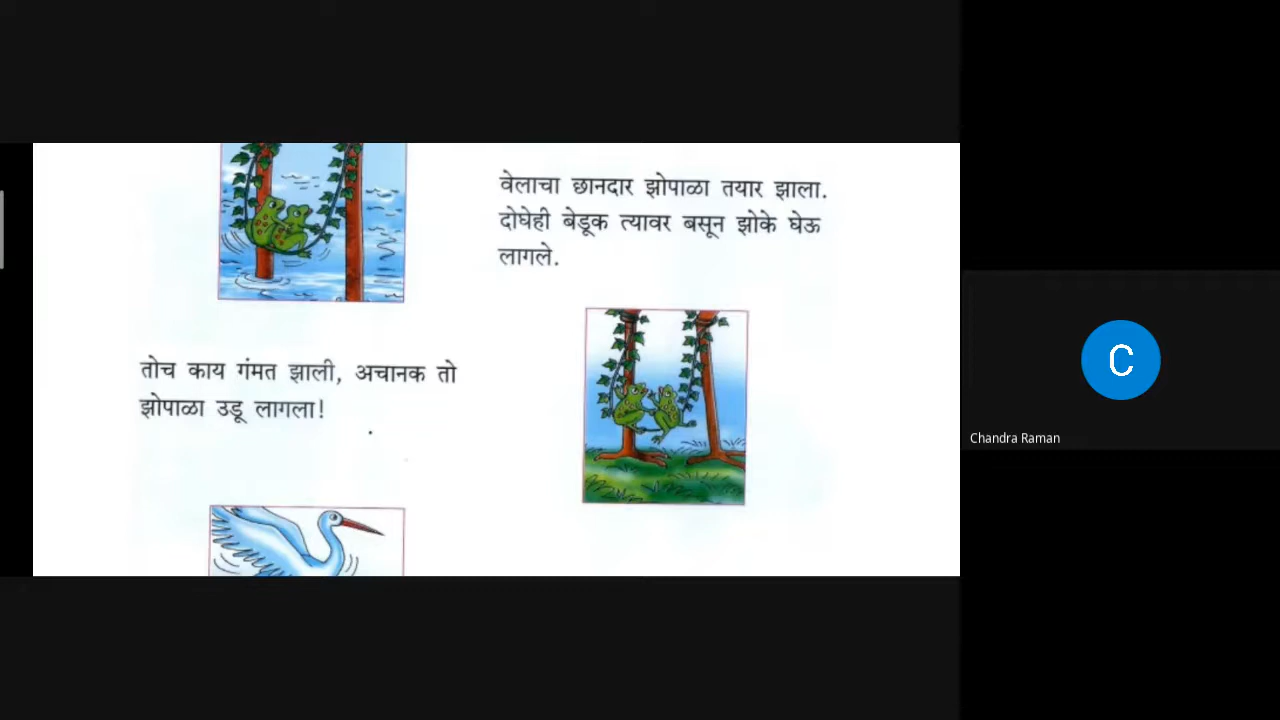 वेलाचा छानदार झोपाळा तयार झाला.
दोघेही बेडूक त्यावर बसून झोके घेऊ
लागले.
तोच काय गंमत झाली, अचानक तो
झोपाळा उडू लागला!
C
Chandra Raman